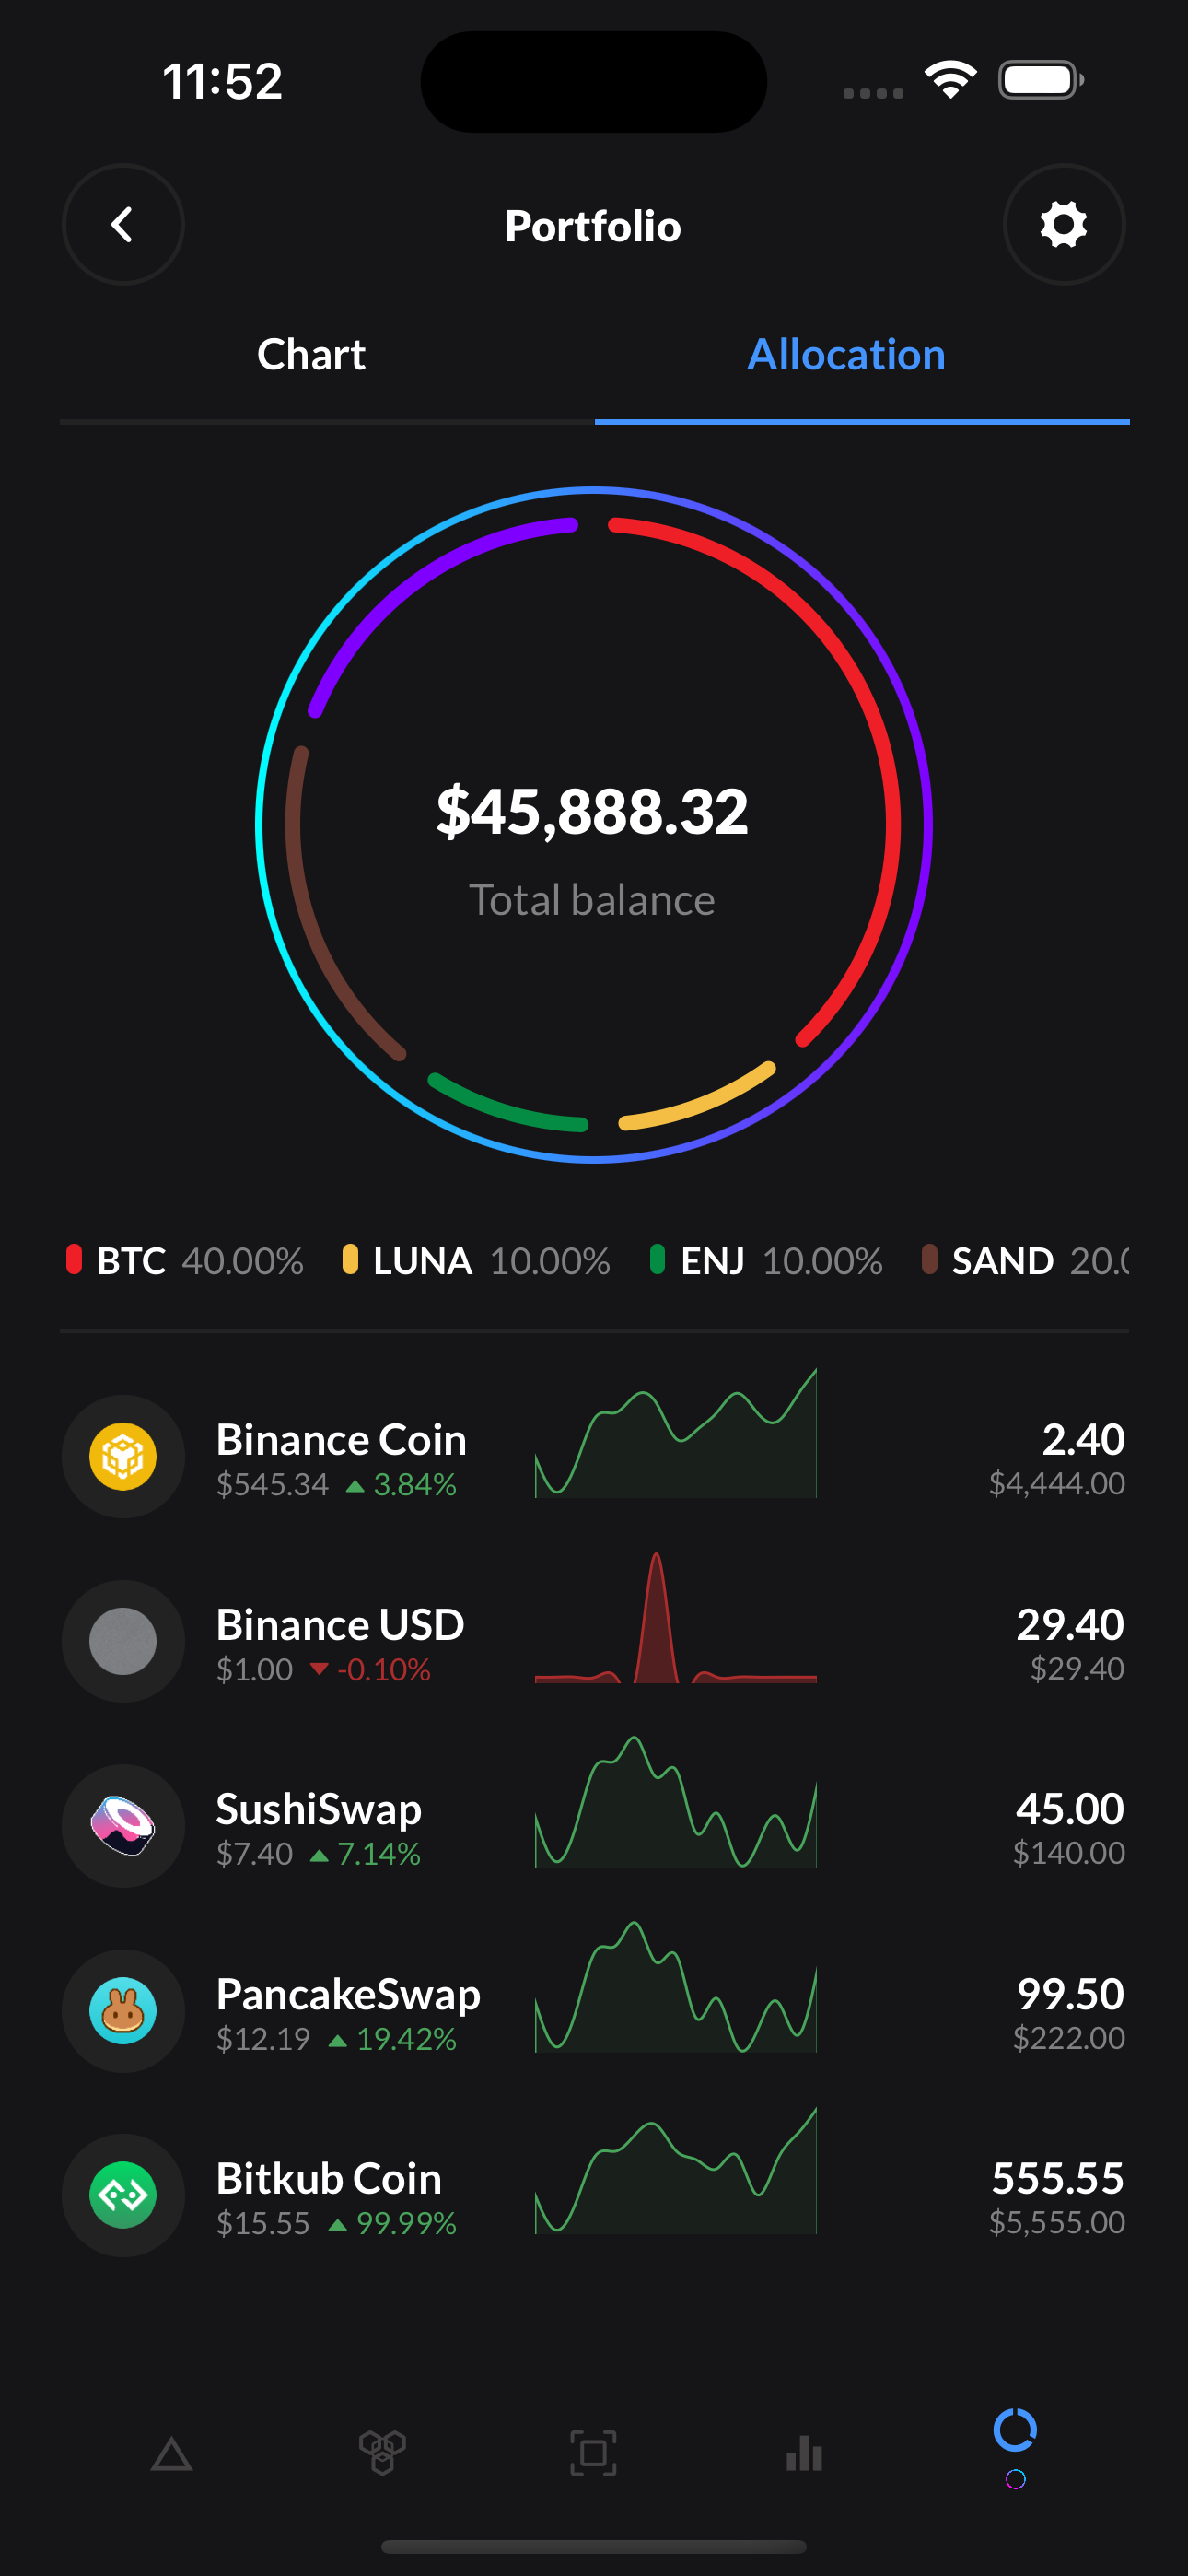 11:52
Portfolio
Chart Allocation
$45,888.32
Total balance
BTC 40.00% LUNA 10.00% ENJ 10.00% SAND 20.0
Binance Coin 2.40
$545.34 3.84% $4,444.00
Binance USD 29.40
$1.00 -0.10% $29.40
SushiSwap 45.00
$7.40 7.14% $140.00
PancakeSwap 99.50
$12.19 19.42% $222.00
Bitkub Coin 555.55
$15.55 99.99% $5,555.00